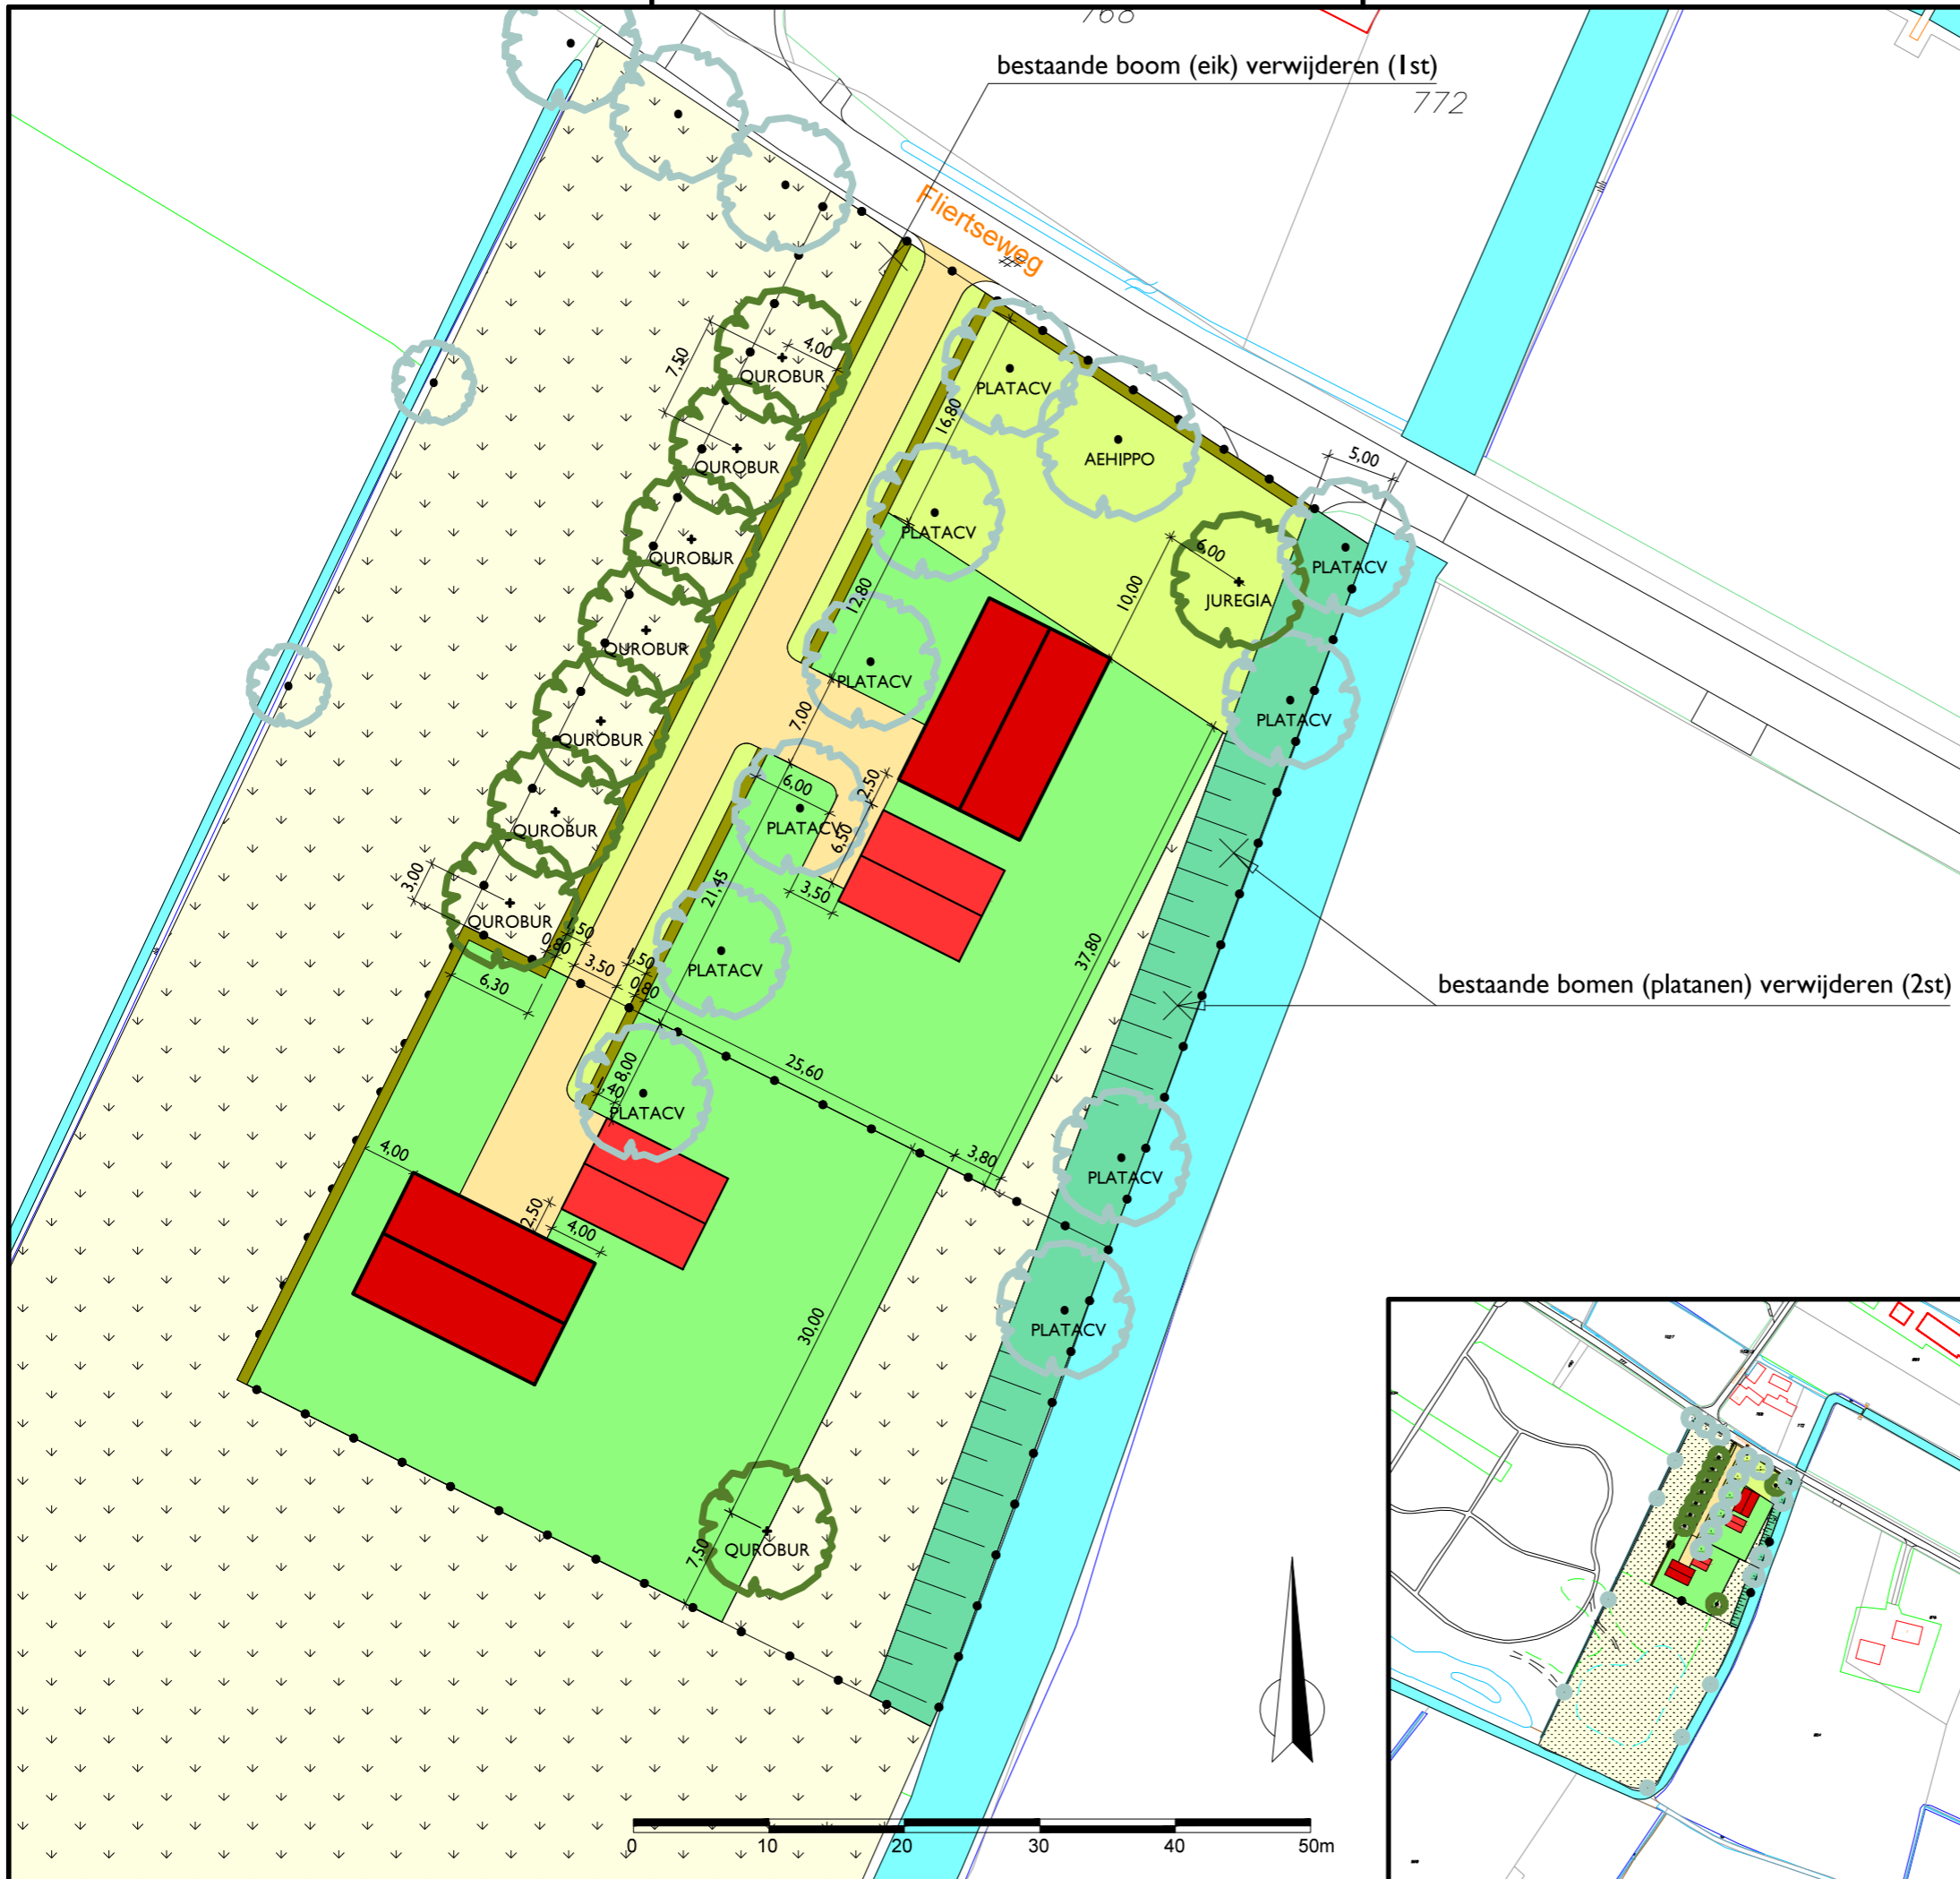 766
bestaande boom (eik) verwijderen (1st)
772
Fliertseweg
4,00
7,50
QUROBUR
PLATACV
16,80
AEHIPPO
5,00
QUROBUR
PLATACV
QUROBUR
6,00
PLATACV
JUREGIA
10,00
12,80
QUROBUR
PLATACV
7,00
PLATACV
QUROBUR
6,00
2,50
PLATACV
6,50
QUROBUR
3,00
3,50
21,45
QUROBUR
1,50
0,80
3,50
1,50
0,80
6,30
PLATACV
37,80
bestaande bomen (platanen) verwijderen (2st)
8,00
1,40
25,60
PLATACV
4,00
3,80
PLATACV
2,50
4,00
30,00
PLATACV
7,50
QUROBUR
0
10
20
30
40
50m